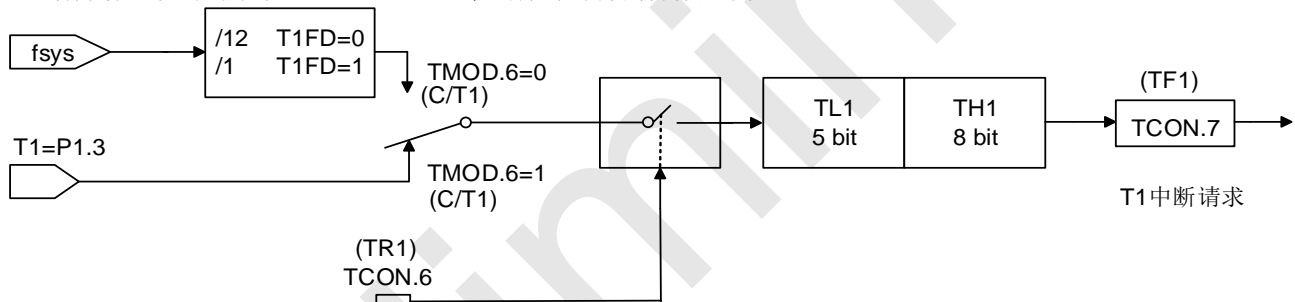 fsys
/12 T1FD=0
/1 T1FD=1
TMOD.6=0
(C/T1)
T1=P1.3
TMOD.6=1
(C/T1)
(TR1)
TCON.6
TL1
5 bit
TH1
8 bit
(TF1)
TCON.7
T1中断请求